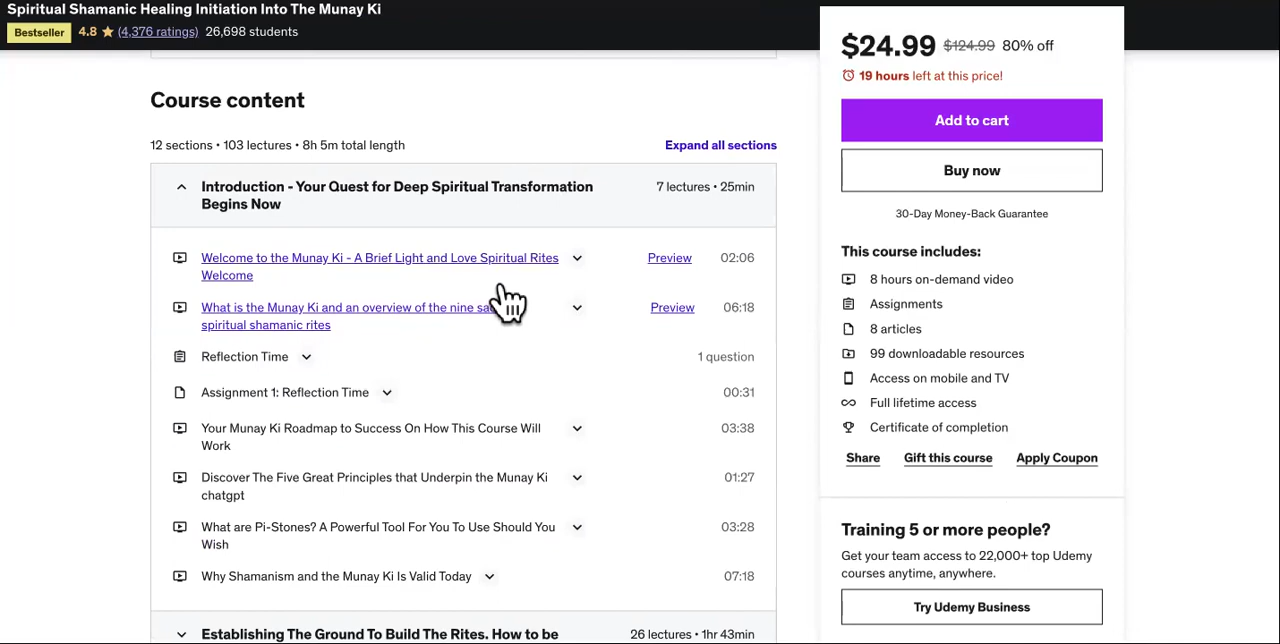 Spiritual Shamanic Healing Initiation Into The Munay Ki
Bestseller 4.8 (4,376 ratings) 26,698 students
Course content
12 sections • 103 lectures • 8h 5m total length Expand all sections
Introduction - Your Quest for Deep Spiritual Transformation 7 lectures • 25min
Begins Now
Welcome to the Munay Ki - A Brief Light and Love Spiritual Rites Preview 02:06
Welcome
What is the Munay Ki and an overview of the nine Preview 06:18
spiritual shamanic rites
Reflection Time 1 question
Assignment 1: Reflection Time 00:31
Your Munay Ki Roadmap to Success On How This Course Will 03:38
Work
Discover The Five Great Principles that Underpin the Munay Ki 01:27
chatgpt
What are Pi-Stones? A Powerful Tool For You To Use Should You 03:28
Wish
Why Shamanism and the Munay Ki Is Valid Today 07:18
Establishing The Ground To Build The Rites. How to be 26 lectures • 1hr 43min
$24.99 $124.99 80% off
19 hours left at this price!
Add to cart
Buy now
30-Day Money-Back Guarantee
This course includes:
8 hours on-demand video
Assignments
8 articles
99 downloadable resources
Access on mobile and TV
Full lifetime access
Certificate of completion
Share Gift this course Apply Coupon
Training 5 or more people?
Get your team access to 22,000+ top Udemy
courses anytime, anywhere.
Try Udemy Business